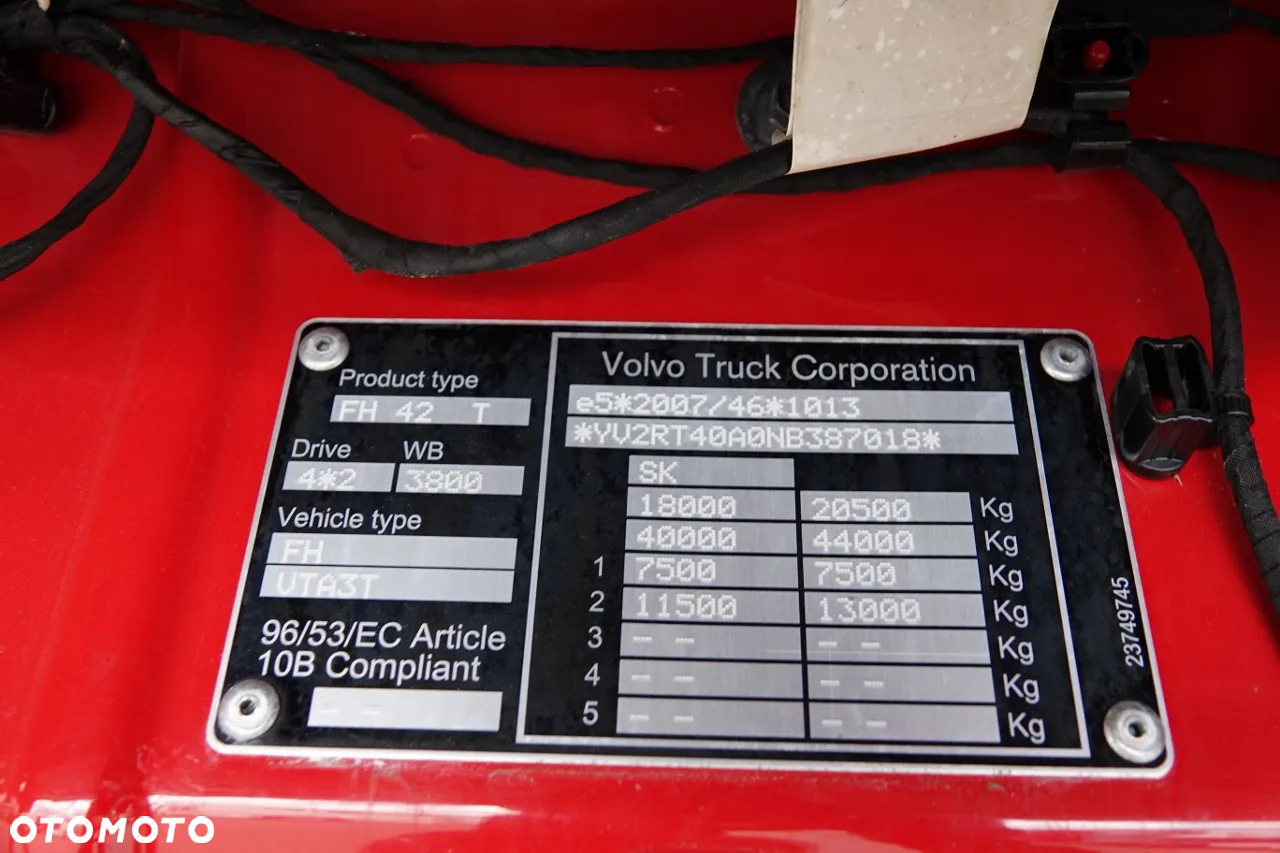 Product type
FH 42 T
Drive WB
4*2 3800
Vehicle type
FH
VTA3T
96/53/EC Article
10B Compliant
- -
Volvo Truck Corporation
e5*2007/46*1013
*YV2RT40A0NB387018*
SK
18000 20500 Kg
40000 44000 Kg
1 7500 7500 Kg
2 11500 13000 Kg
3 -- -- -- -- Kg
4 -- -- -- -- Kg
5 -- -- -- -- Kg
23749745
OTOMOTO